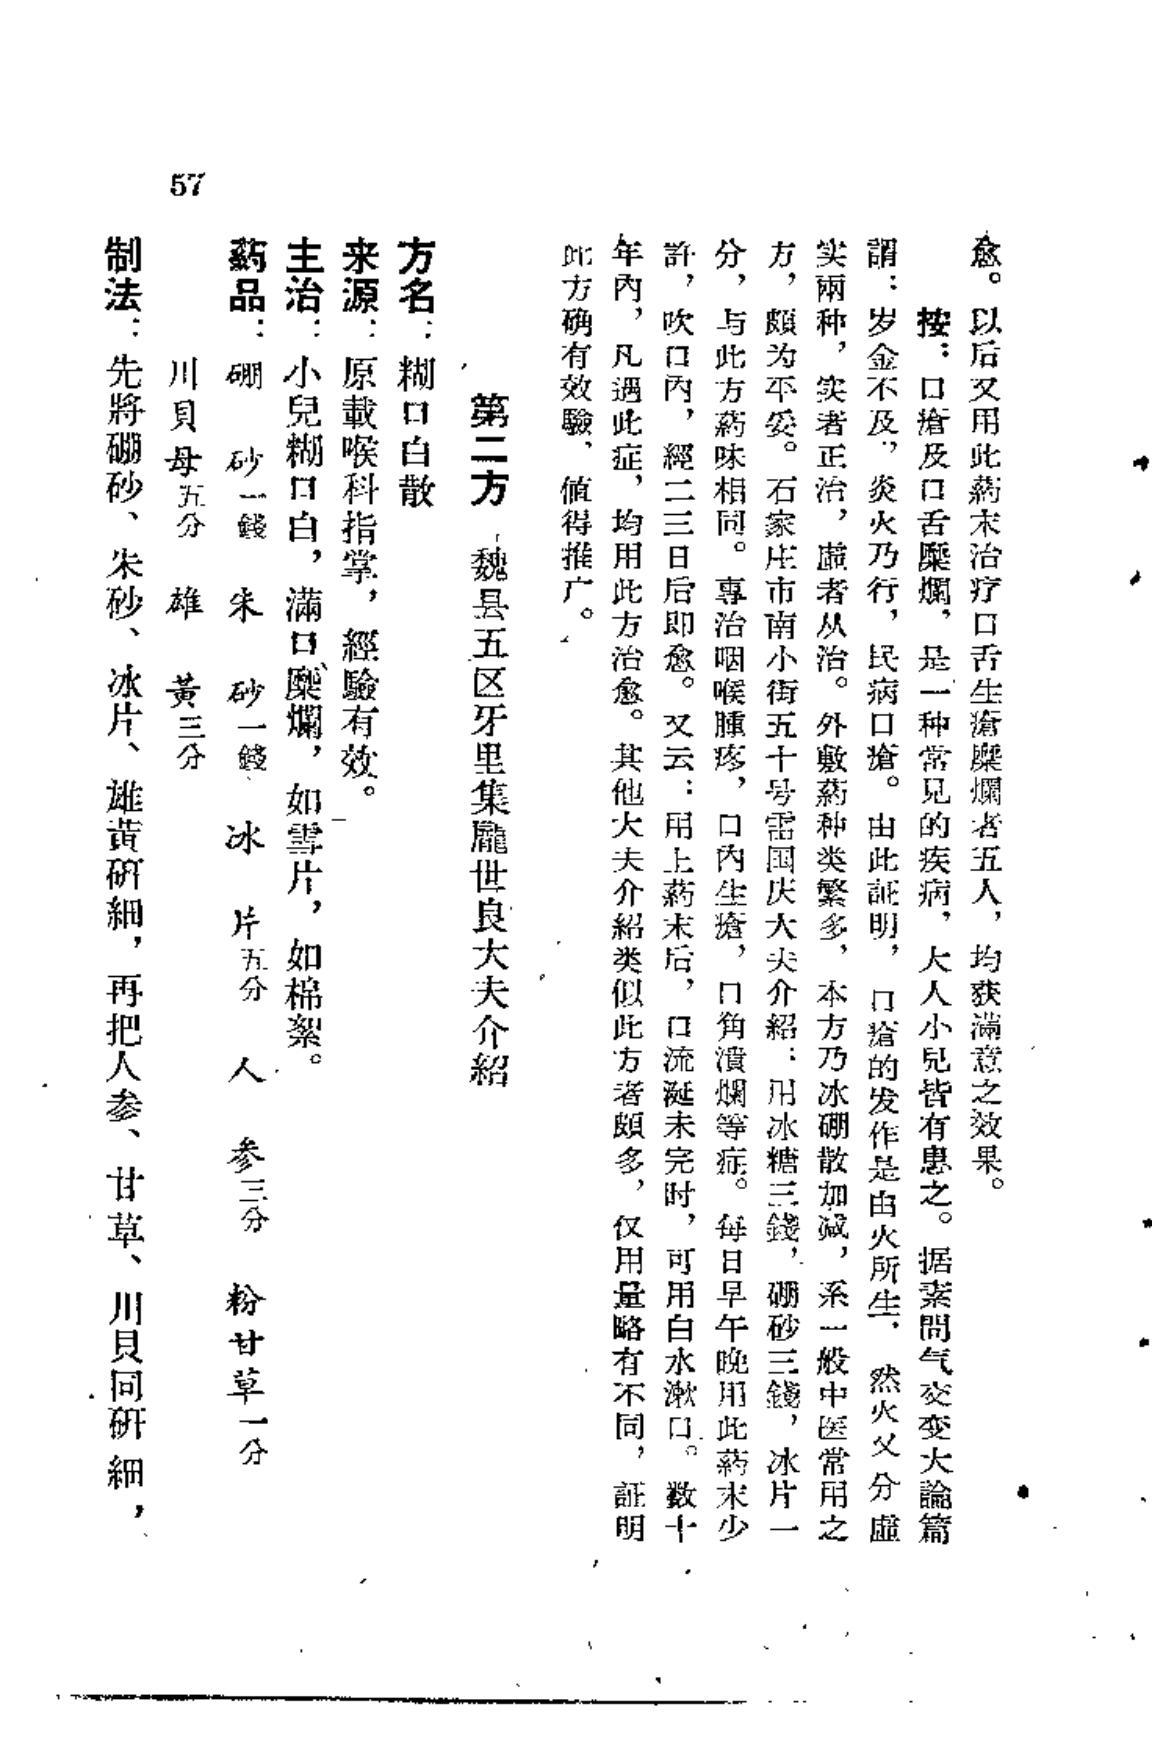 愈。以后又用此葯末治疗口舌生瘡糜爛者五人，均获滿意之效果。
按：口瘡及口舌糜爛，是一种常見的疾病，大人小兒皆有患之。据素問气交变大論篇
謂：岁金不及，炎火乃行，民病口瘡。由此証明，口瘡的发作是由火所生，然火又分虛
实兩种，实者正治，虛者从治。外敷葯种类繁多，本方乃冰硼散加减，系一般中医常用之
方，頗为平妥。石家庄市南小街五十号雷国庆大夫介紹：用冰糖三錢，硼砂三錢，冰片一
分，与此方葯味相同。專治咽喉腫疼，口內生瘡，口角潰爛等症。每日早午晚用此葯末少
許，吹口內，經二三日后即愈。又云：用上葯末后，口流涎未完时，可用白水漱口。数十
年內，凡遇此症，均用此方治愈。其他大夫介紹类似此方者頗多，仅用量略有不同，証明
此方确有效驗，值得推广。
第二方　魏县五区牙里集龐世良大夫介紹
方名：糊口白散
来源：原載喉科指掌，經驗有效。
主治：小兒糊口白，滿口糜爛，如雪片，如棉絮。
葯品：硼　砂一錢　朱　砂一錢　冰　片五分　人　参三分　粉甘草一分
川貝母五分　雄　黃三分
制法：先將硼砂、朱砂、冰片、雄黃研細，再把人参、甘草、川貝同研細，
57